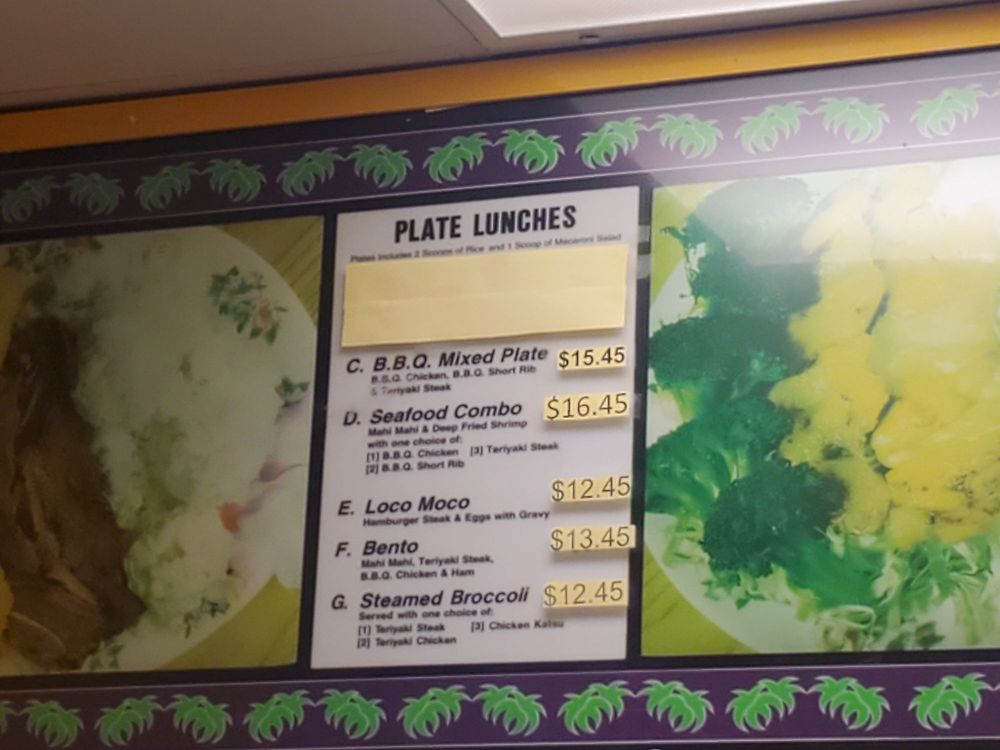 PLATE LUNCHES
Plates Includes 2 Scoops of Rice and 1 Scoop of Macaroni Salad
C. B.B.Q. Mixed Plate $15.45
B.B.Q. Chicken, B.B.Q. Short Rib
& Teriyaki Steak
D. Seafood Combo $16.45
Mahi Mahi & Deep Fried Shrimp
with one choice of:
[1] B.B.Q. Chicken [3] Teriyaki Steak
[2] B.B.Q. Short Rib
E. Loco Moco $12.45
Hamburger Steak & Eggs with Gravy
F. Bento $13.45
Mahi Mahi, Teriyaki Steak,
B.B.Q. Chicken & Ham
G. Steamed Broccoli $12.45
Served with one choice of:
[1] Teriyaki Steak [3] Chicken Katsu
[2] Teriyaki Chicken